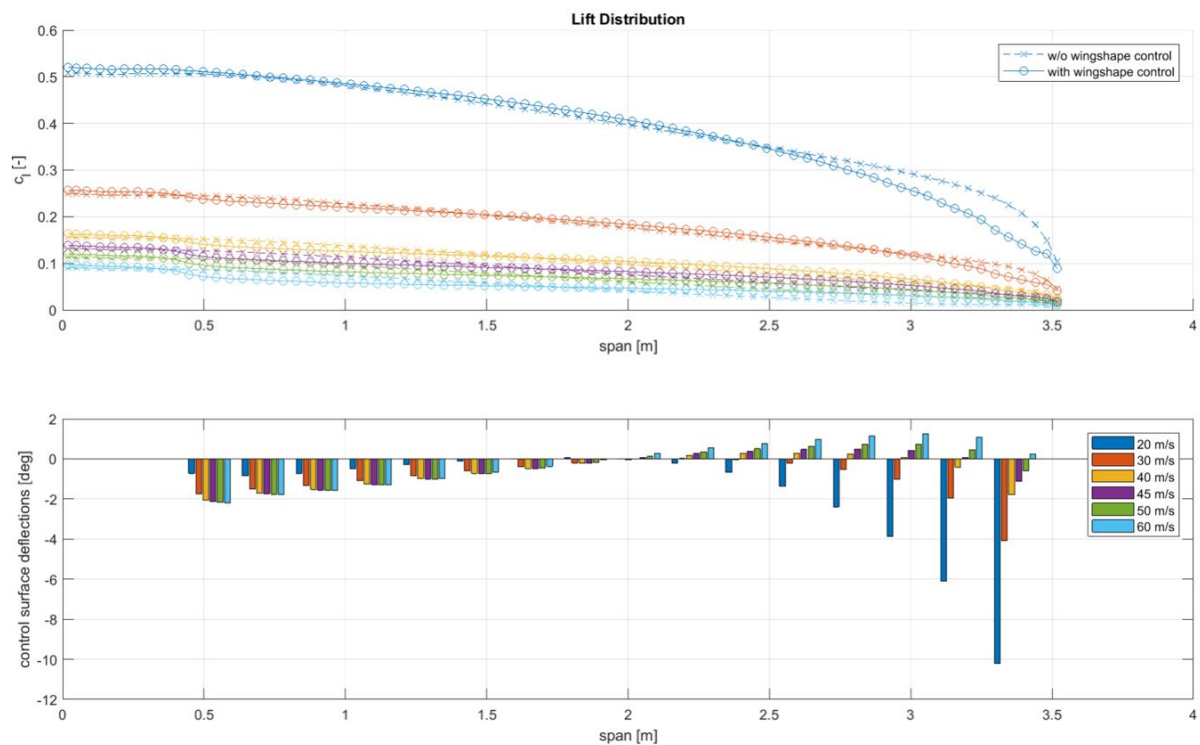 Lift Distribution
0.6
0.5
0.4
0.3
0.2
0.1
0
c_l [-]
w/o wingshape control
with wingshape control
0 0.5 1 1.5 2 2.5 3 3.5 4
span [m]
2
0
-2
-4
-6
-8
-10
-12
control surface deflections [deg]
20 m/s
30 m/s
40 m/s
45 m/s
50 m/s
60 m/s
0 0.5 1 1.5 2 2.5 3 3.5 4
span [m]